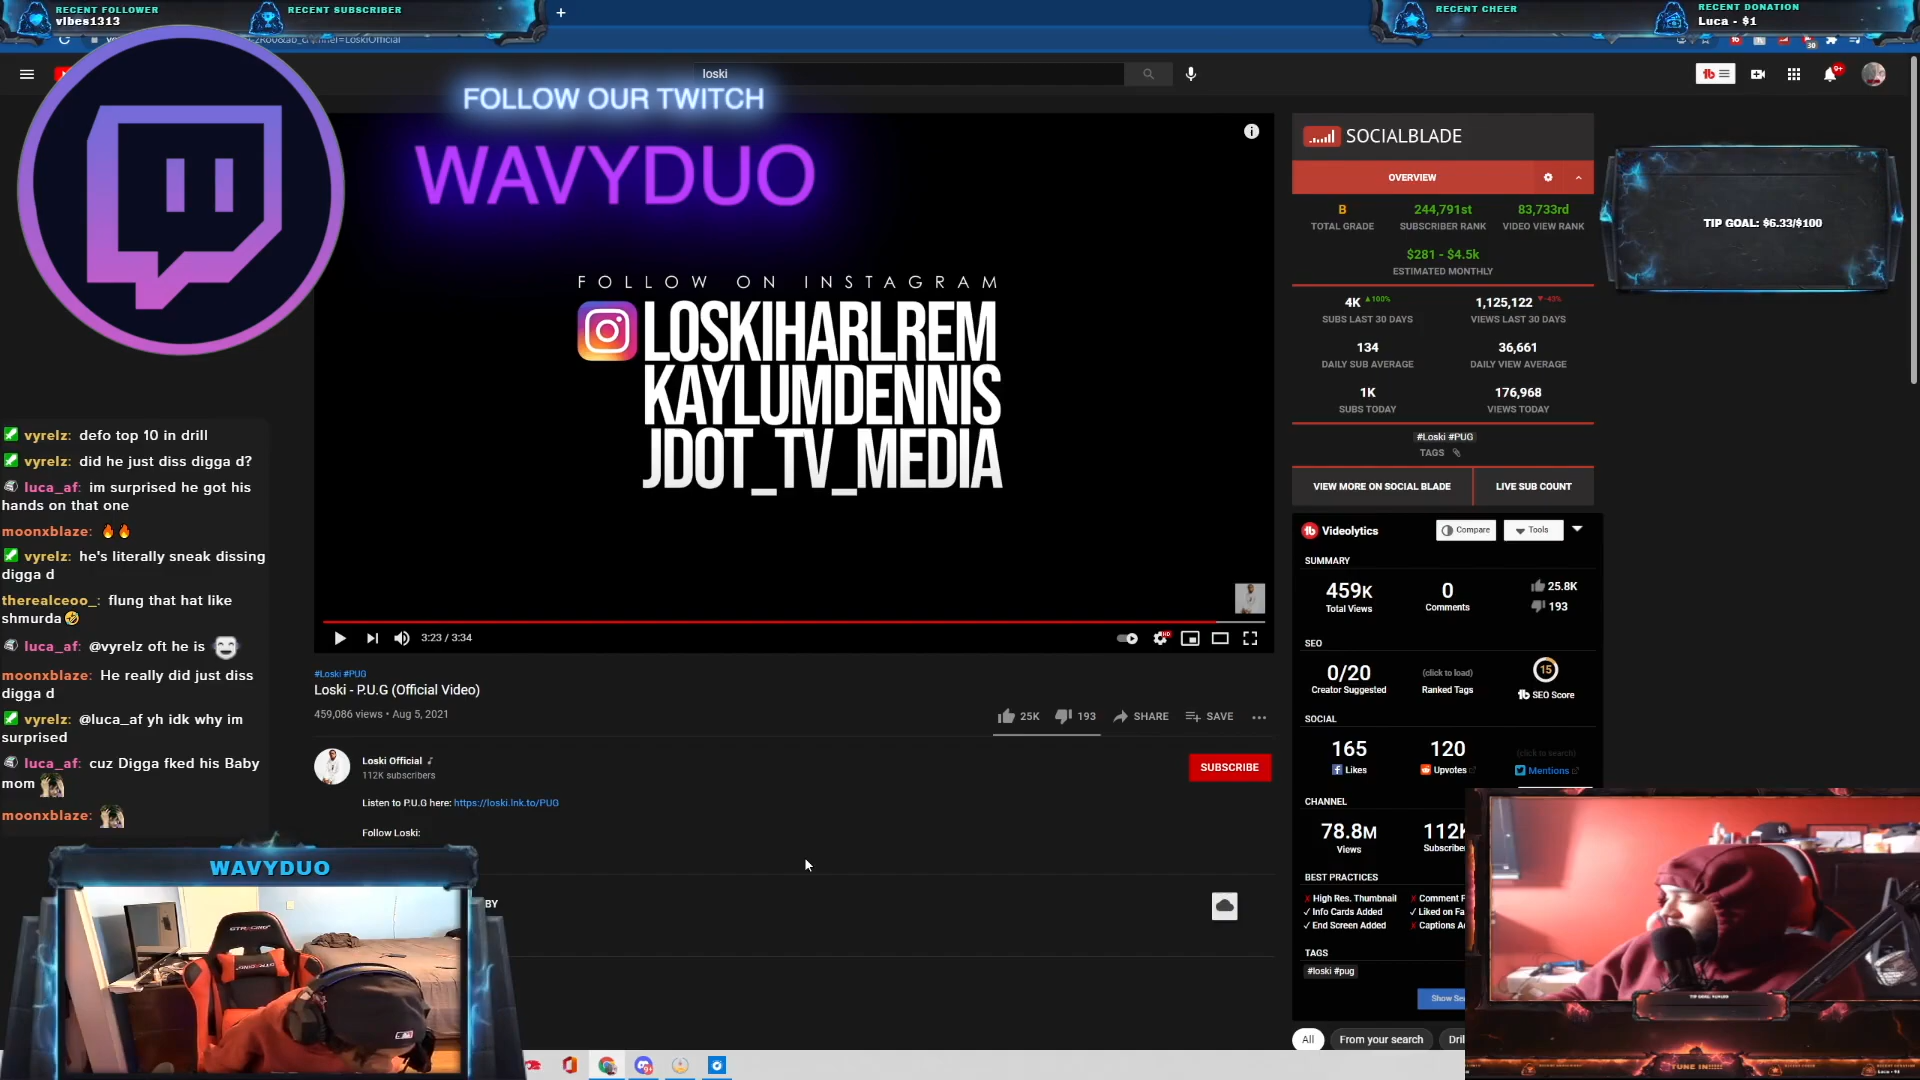 RECENT FOLLOWER
vibes1313
RECENT SUBSCRIBER
RECENT CHEER
RECENT DONATION
Luca - $1
loski
9+
FOLLOW OUR TWITCH
WAVYDUO
FOLLOW ON INSTAGRAM
LOSKIHARLREM
KAYLUMDENNIS
JDOT_TV_MEDIA
3:23 / 3:34
#Loski #PUG
Loski - P.U.G (Official Video)
459,086 views • Aug 5, 2021
25K
193
SHARE
SAVE
Loski Official
112K subscribers
SUBSCRIBE
Listen to P.U.G here: https://loski.lnk.to/PUG
Follow Loski:
BY
SOCIALBLADE
OVERVIEW
B
TOTAL GRADE
244,791st
SUBSCRIBER RANK
83,733rd
VIDEO VIEW RANK
$281 - $4.5k
ESTIMATED MONTHLY
4K ▲100%
SUBS LAST 30 DAYS
1,125,122 ▼-43%
VIEWS LAST 30 DAYS
134
DAILY SUB AVERAGE
36,661
DAILY VIEW AVERAGE
1K
SUBS TODAY
176,968
VIEWS TODAY
#Loski #PUG
TAGS
VIEW MORE ON SOCIAL BLADE
LIVE SUB COUNT
Videolytics
Compare
Tools
SUMMARY
459K
Total Views
0
Comments
25.8K
193
SEO
0/20
Creator Suggested
(click to load)
Ranked Tags
15
SEO Score
SOCIAL
165
Likes
120
Upvotes
(click to search)
Mentions
CHANNEL
78.8M
Views
112K
Subscriber
BEST PRACTICES
High Res. Thumbnail
Info Cards Added
End Screen Added
TAGS
#loski #pug
All
From your search
TIP GOAL: $6.33/$100
vyrelz: defo top 10 in drill
vyrelz: did he just diss digga d?
luca_af: im surprised he got his
hands on that one
moonxblaze: 🔥🔥
vyrelz: he's literally sneak dissing
digga d
therealceoo_: flung that hat like
shmurda 🤣
luca_af: @vyrelz oft he is
moonxblaze: He really did just diss
digga d
vyrelz: @luca_af yh idk why im
surprised
luca_af: cuz Digga fked his Baby
mom
moonxblaze:
WAVYDUO
GTRACING
TUNE IN!!!!!